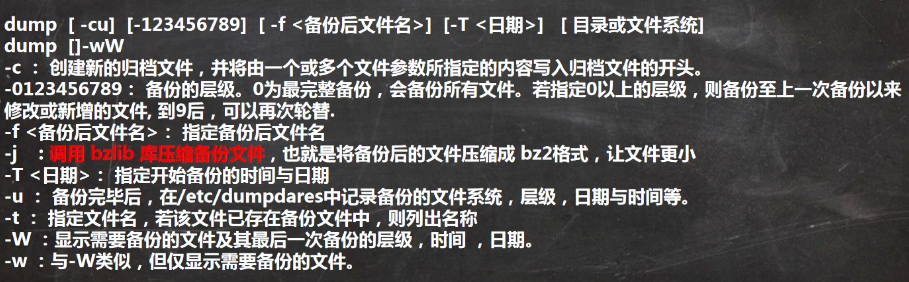 dump [ -cu] [-123456789] [ -f <备份后文件名>] [-T <日期>] [ 目录或文件系统]
dump []-wW
-c ： 创建新的归档文件，并将由一个或多个文件参数所指定的内容写入归档文件的开头。
-0123456789： 备份的层级。0为最完整备份，会备份所有文件。若指定0以上的层级，则备份至上一次备份以来
修改或新增的文件, 到9后，可以再次轮替.
-f <备份后文件名>： 指定备份后文件名
-j ：调用 bzlib 库压缩备份文件，也就是将备份后的文件压缩成 bz2格式，让文件更小
-T <日期>： 指定开始备份的时间与日期
-u ： 备份完毕后，在/etc/dumpdares中记录备份的文件系统，层级，日期与时间等。
-t ： 指定文件名，若该文件已存在备份文件中，则列出名称
-W ：显示需要备份的文件及其最后一次备份的层级，时间 ，日期。
-w ：与-W类似，但仅显示需要备份的文件。